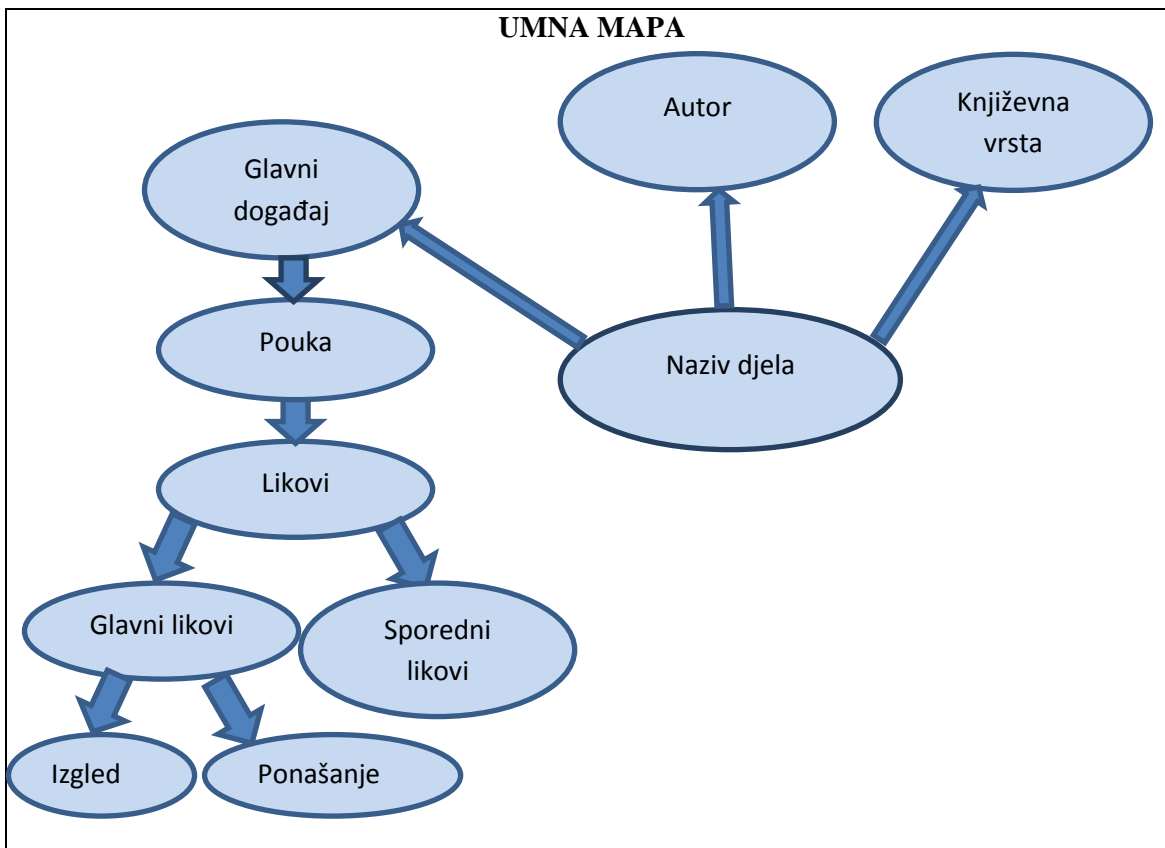 UMNA MAPA
Autor
Književna
vrsta
Glavni
događaj
Pouka
Naziv djela
Likovi
Glavni likovi
Sporedni
likovi
Izgled
Ponašanje